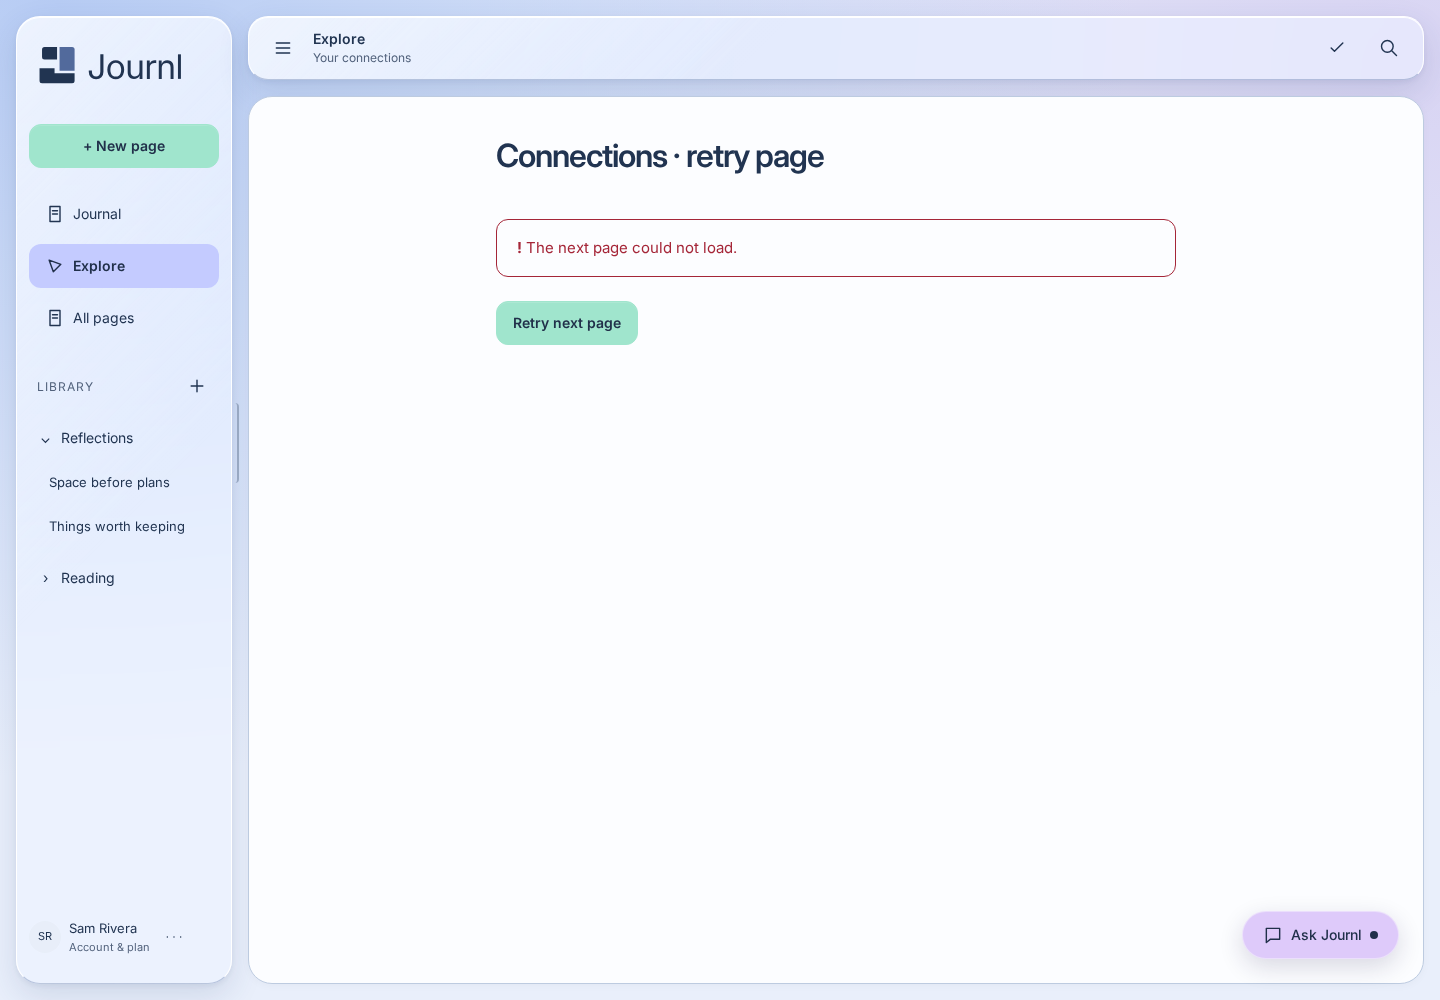 Journl
+ New page
Journal
Explore
All pages
LIBRARY
Reflections
Space before plans
Things worth keeping
Reading
SR
Sam Rivera
Account & plan
Explore
Your connections
Connections · retry page
! The next page could not load.
Retry next page
Ask Journl